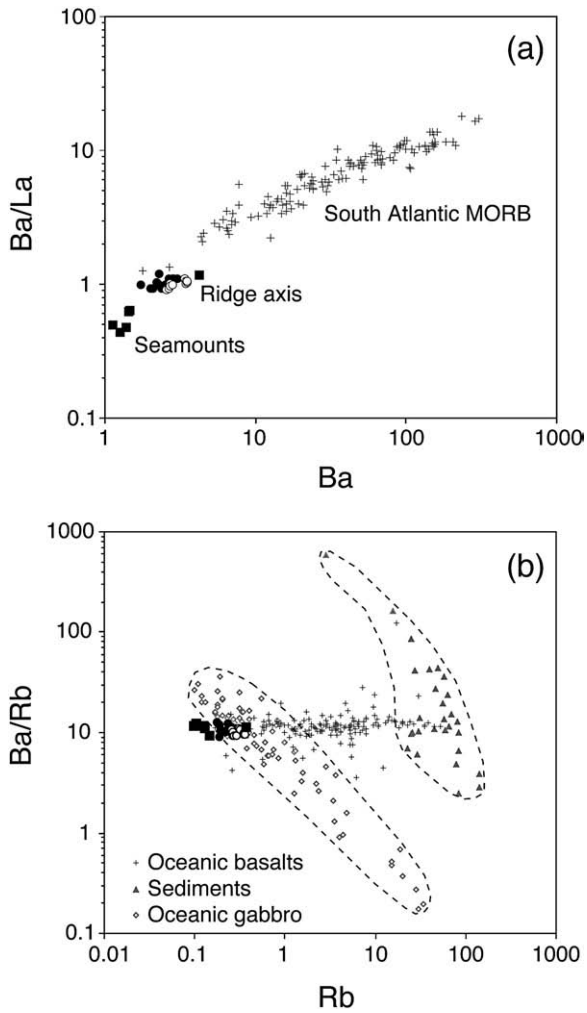 100
(a)
10
Ba/La
South Atlantic MORB
1
Ridge axis
Seamounts
0.1
1
10
100
1000
Ba
1000
(b)
100
Ba/Rb
10
1
Oceanic basalts
Sediments
Oceanic gabbro
0.1
0.01
0.1
1
10
100
1000
Rb